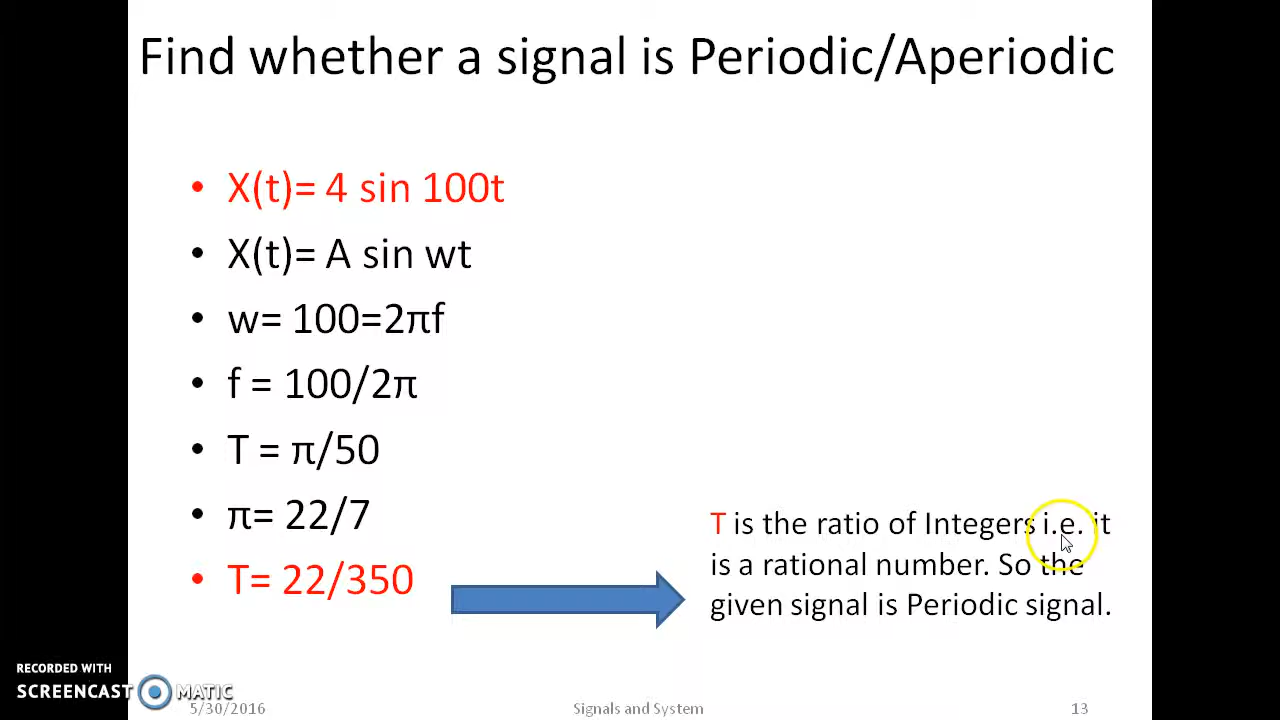 Find whether a signal is Periodic/Aperiodic
• X(t)= 4 sin 100t
• X(t)= A sin wt
• w= 100=2πf
• f = 100/2π
• T = π/50
• π= 22/7
• T= 22/350
T is the ratio of Integers i.e. it
is a rational number. So the
given signal is Periodic signal.
RECORDED WITH
SCREENCAST MATIC
5/30/2016
Signals and System
13